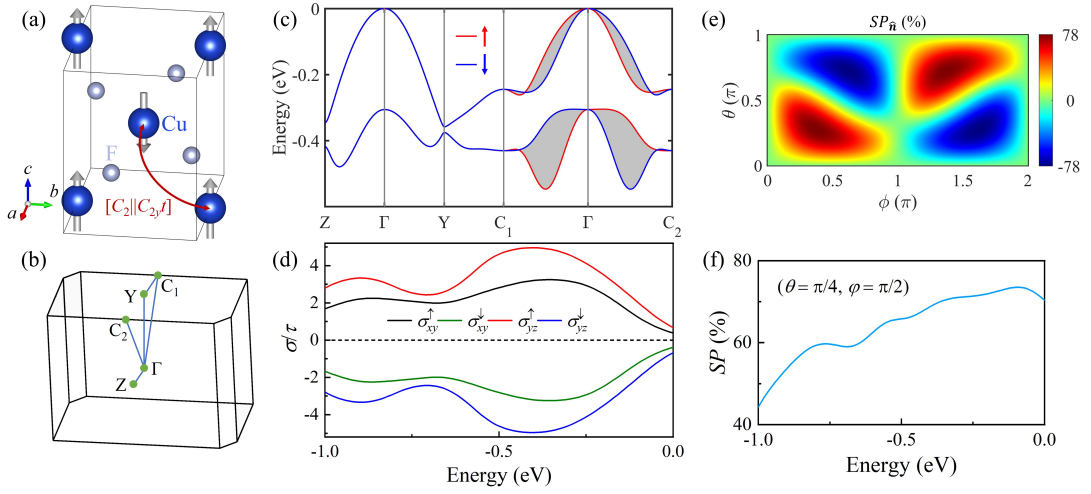 (a)
Cu
F
c
b
a
[C₂||C₂yt]
(b)
C₁
Y
C₂
Γ
Z
(c)
Energy (eV)
0
-0.2
-0.4
Z
Γ
Y
C₁
Γ
C₂
(d)
σ/τ
4
2
0
-2
-4
σ↑xy
σ↓xy
σ↑yz
σ↓yz
-1.0
-0.5
0.0
Energy (eV)
(e)
SPn̂ (%)
θ (π)
1
0.5
0
0
0.5
1
1.5
2
ϕ (π)
78
0
-78
(f)
(θ = π/4, φ = π/2)
SP (%)
80
60
40
-1.0
-0.5
0.0
Energy (eV)